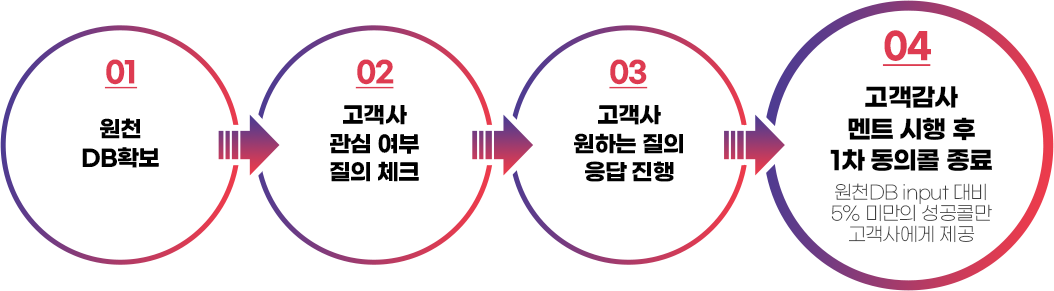 01
원천
DB확보
02
고객사
관심 여부
질의 체크
03
고객사
원하는 질의
응답 진행
04
고객감사
멘트 시행 후
1차 동의콜 종료
원천DB input 대비
5% 미만의 성공콜만
고객사에게 제공